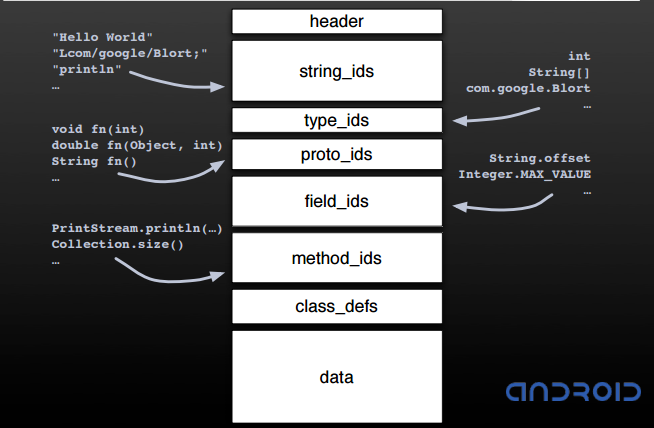 header
"Hello World"
"Lcom/google/Blort;"
"println"
…
string_ids
int
String[]
com.google.Blort
…
type_ids
void fn(int)
double fn(Object, int)
String fn()
…
proto_ids
String.offset
Integer.MAX_VALUE
…
field_ids
PrintStream.println(…)
Collection.size()
…
method_ids
class_defs
data
ANDROID